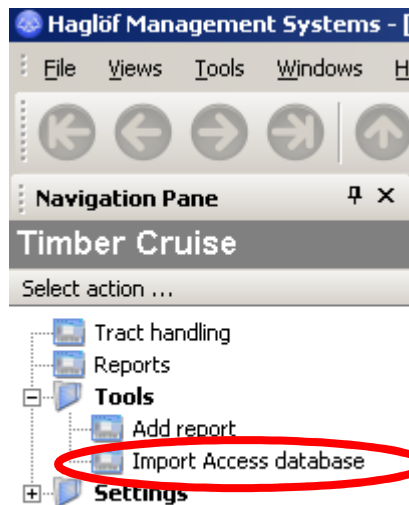 Haglöf Management Systems - [
File Views Tools Windows H
Navigation Pane
Timber Cruise
Select action ...
Tract handling
Reports
Tools
Add report
Import Access database
Settings